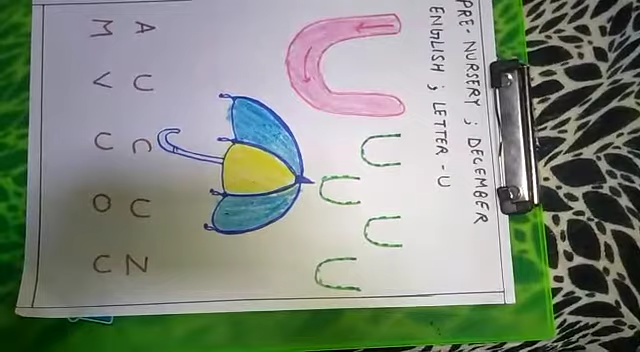 PRE-NURSERY ; DECEMBER
ENGLISH ; LETTER - U
U U U
U U
A U C U N
M V U O U